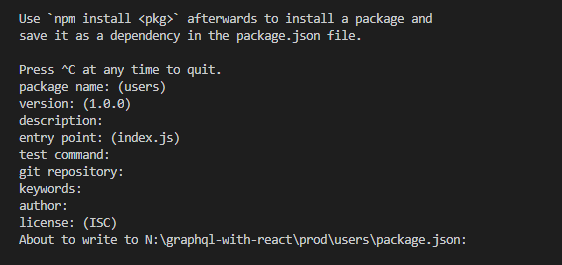 Use `npm install <pkg>` afterwards to install a package and
save it as a dependency in the package.json file.
Press ^C at any time to quit.
package name: (users)
version: (1.0.0)
description:
entry point: (index.js)
test command:
git repository:
keywords:
author:
license: (ISC)
About to write to N:\graphql-with-react\prod\users\package.json: